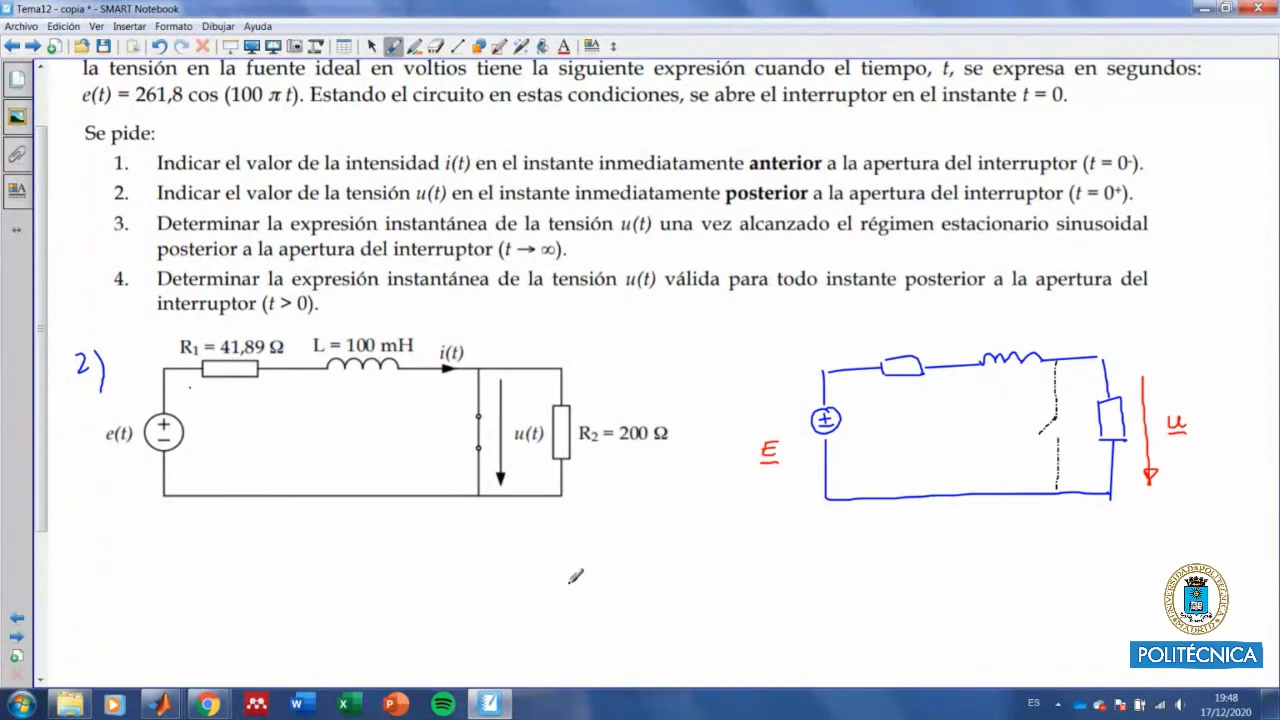 Tema12 - copia * - SMART Notebook
Archivo Edición Ver Insertar Formato Dibujar Ayuda
la tensión en la fuente ideal en voltios tiene la siguiente expresión cuando el tiempo, t, se expresa en segundos:
e(t) = 261,8 cos (100 π t). Estando el circuito en estas condiciones, se abre el interruptor en el instante t = 0.
Se pide:
1. Indicar el valor de la intensidad i(t) en el instante inmediatamente anterior a la apertura del interruptor (t = 0⁻).
2. Indicar el valor de la tensión u(t) en el instante inmediatamente posterior a la apertura del interruptor (t = 0⁺).
3. Determinar la expresión instantánea de la tensión u(t) una vez alcanzado el régimen estacionario sinusoidal
posterior a la apertura del interruptor (t → ∞).
4. Determinar la expresión instantánea de la tensión u(t) válida para todo instante posterior a la apertura del
interruptor (t > 0).
2)
R₁ = 41,89 Ω L = 100 mH i(t)
e(t) + − u(t) R₂ = 200 Ω
E ± u
POLITÉCNICA
ES 19:48
17/12/2020